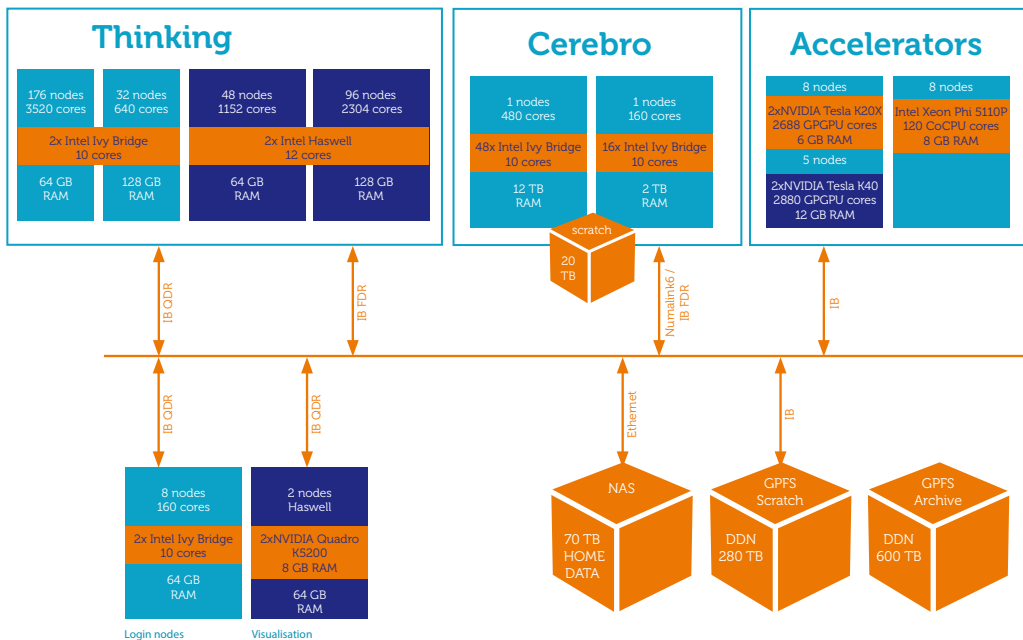 Thinking
176 nodes
3520 cores
32 nodes
640 cores
2x Intel Ivy Bridge
10 cores
64 GB
RAM
128 GB
RAM
48 nodes
1152 cores
96 nodes
2304 cores
2x Intel Haswell
12 cores
64 GB
RAM
128 GB
RAM
Cerebro
1 nodes
480 cores
48x Intel Ivy Bridge
10 cores
12 TB
RAM
1 nodes
160 cores
16x Intel Ivy Bridge
10 cores
2 TB
RAM
scratch
20
TB
Accelerators
8 nodes
2xNVIDIA Tesla K20X
2688 GPGPU cores
6 GB RAM
5 nodes
2xNVIDIA Tesla K40
2880 GPGPU cores
12 GB RAM
8 nodes
Intel Xeon Phi 5110P
120 CoCPU cores
8 GB RAM
IB QDR
IB FDR
Numalink6 /
IB FDR
IB
IB QDR
IB QDR
Ethernet
IB
8 nodes
160 cores
2x Intel Ivy Bridge
10 cores
64 GB
RAM
Login nodes
2 nodes
Haswell
2xNVIDIA Quadro
K5200
8 GB RAM
64 GB
RAM
Visualisation
NAS
70 TB
HOME
DATA
GPFS
Scratch
DDN
280 TB
GPFS
Archive
DDN
600 TB